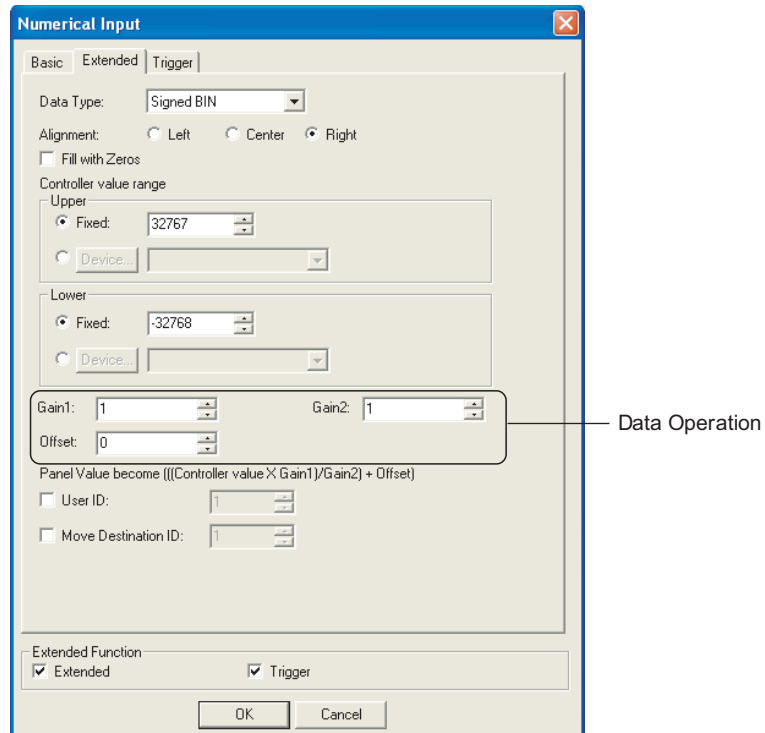 Numerical Input
Basic Extended Trigger
Data Type: Signed BIN
Alignment: Left Center Right
Fill with Zeros
Controller value range
Upper
Fixed: 32767
Device...
Lower
Fixed: -32768
Device...
Gain1: 1 Gain2: 1
Data Operation
Offset: 0
Panel Value become (((Controller value X Gain1)/Gain2) + Offset)
User ID: 1
Move Destination ID: 1
Extended Function
Extended Trigger
OK Cancel